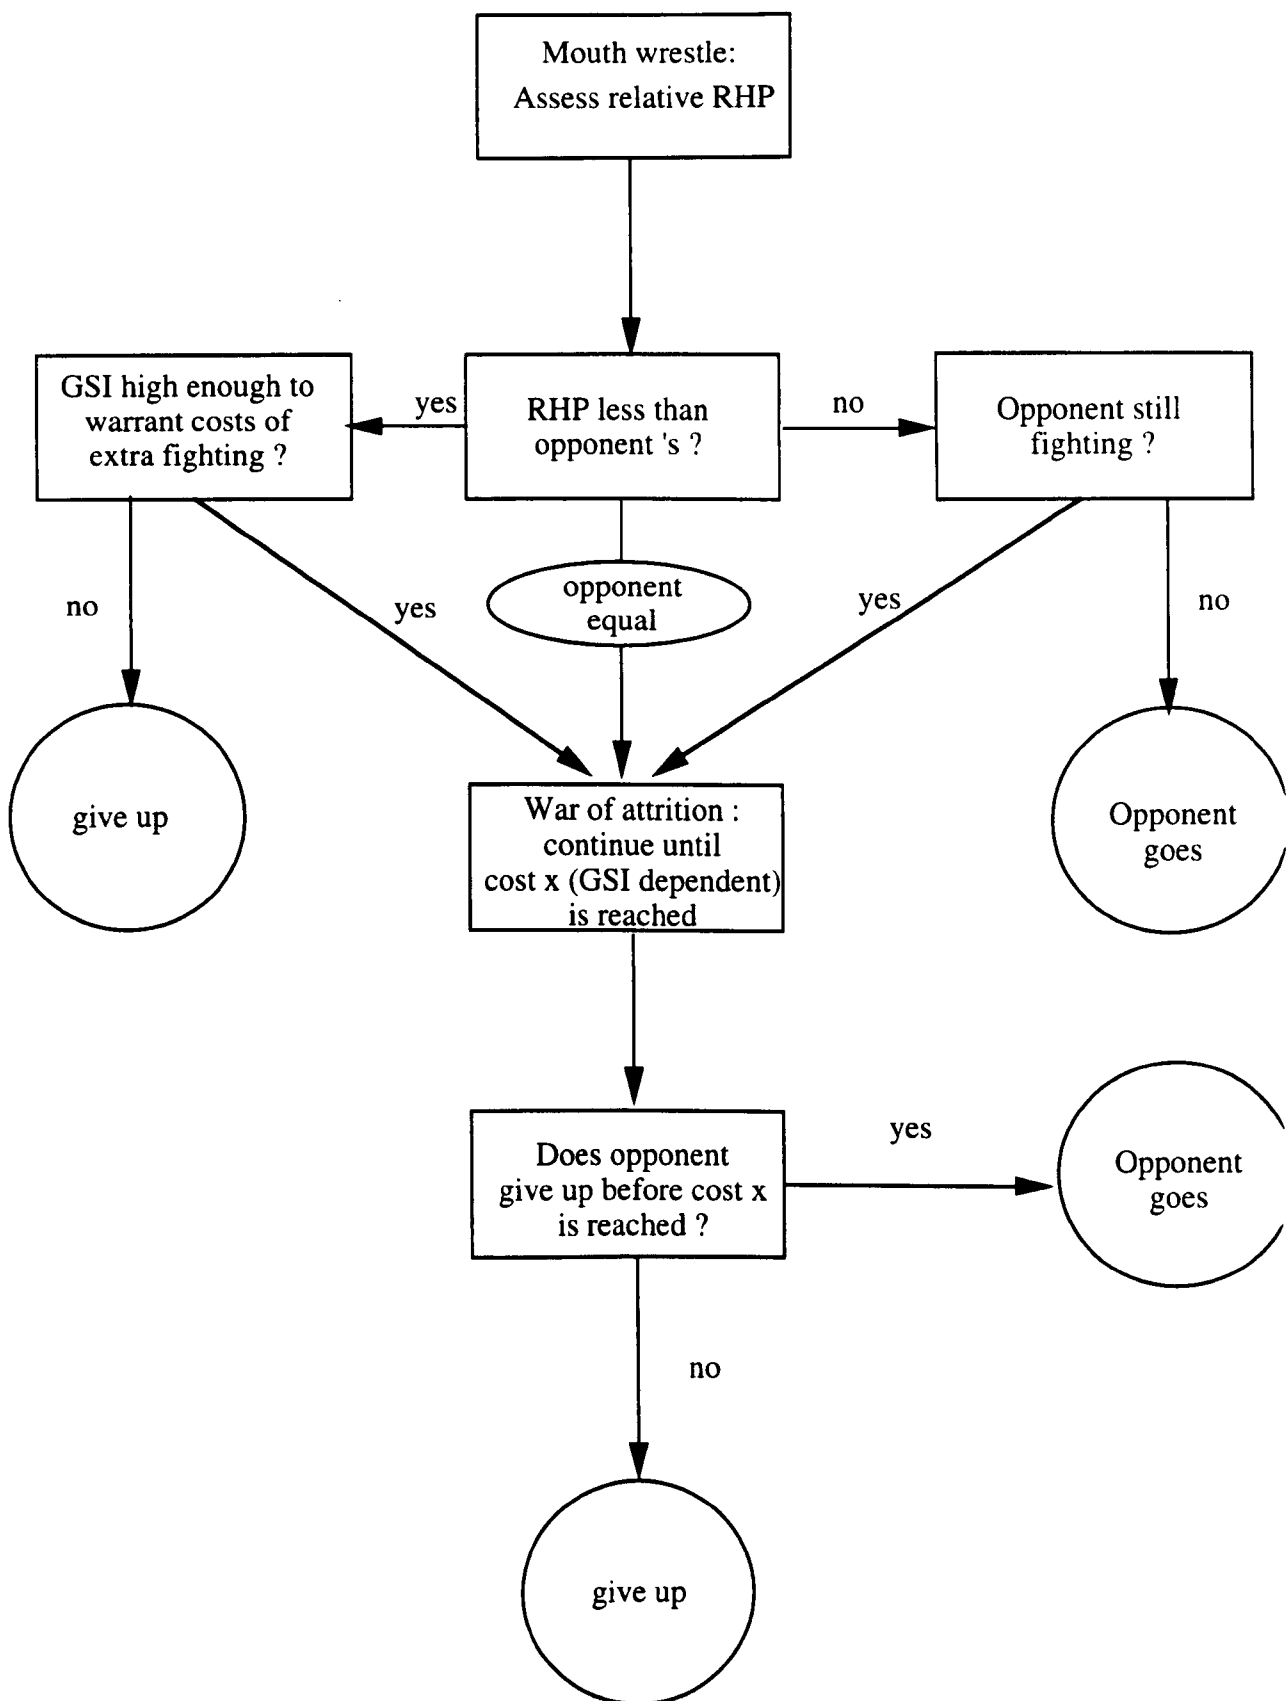 Mouth wrestle:
Assess relative RHP
GSI high enough to
warrant costs of
extra fighting ?
yes
RHP less than
opponent 's ?
no
Opponent still
fighting ?
no
yes
opponent
equal
yes
no
give up
War of attrition :
continue until
cost x (GSI dependent)
is reached
Opponent
goes
Does opponent
give up before cost x
is reached ?
yes
Opponent
goes
no
give up